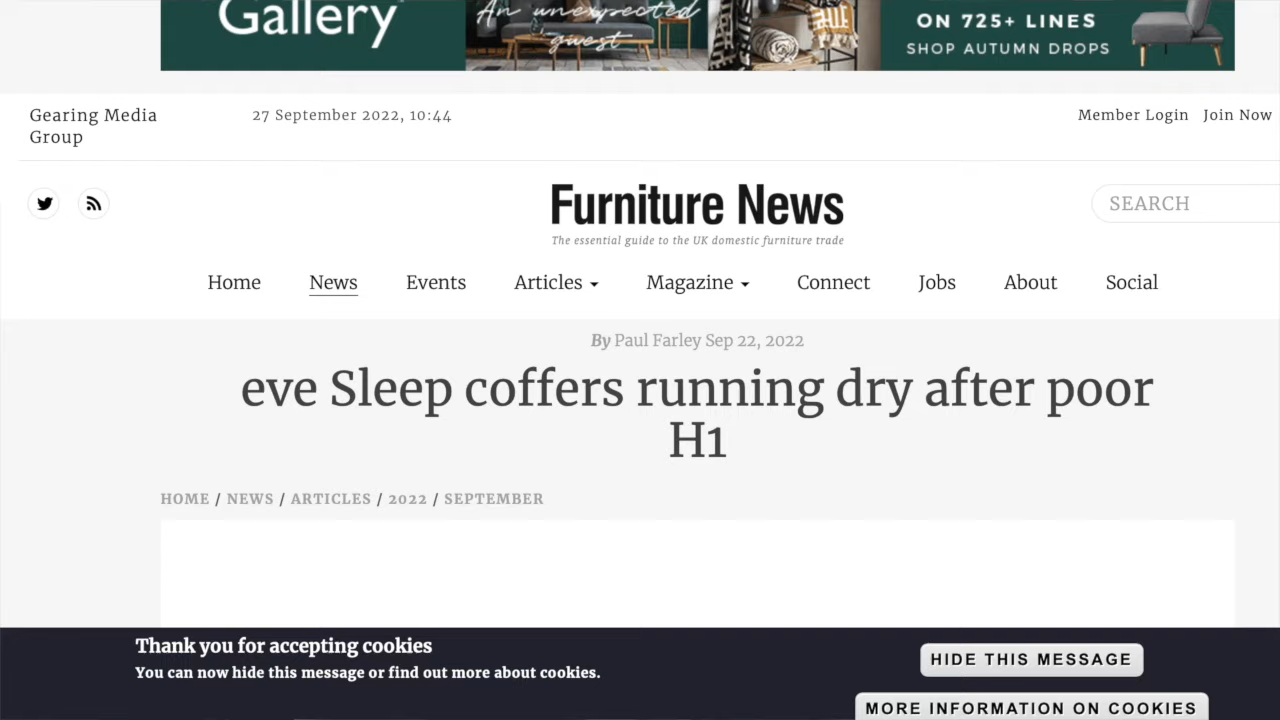 Gallery
An unexpected
guest
ON 725+ LINES
SHOP AUTUMN DROPS
Gearing Media
Group
27 September 2022, 10:44
Member Login Join Now
Furniture News
The essential guide to the UK domestic furniture trade
SEARCH
Home News Events Articles Magazine Connect Jobs About Social
By Paul Farley Sep 22, 2022
eve Sleep coffers running dry after poor
H1
HOME / NEWS / ARTICLES / 2022 / SEPTEMBER
Thank you for accepting cookies
You can now hide this message or find out more about cookies.
HIDE THIS MESSAGE
MORE INFORMATION ON COOKIES